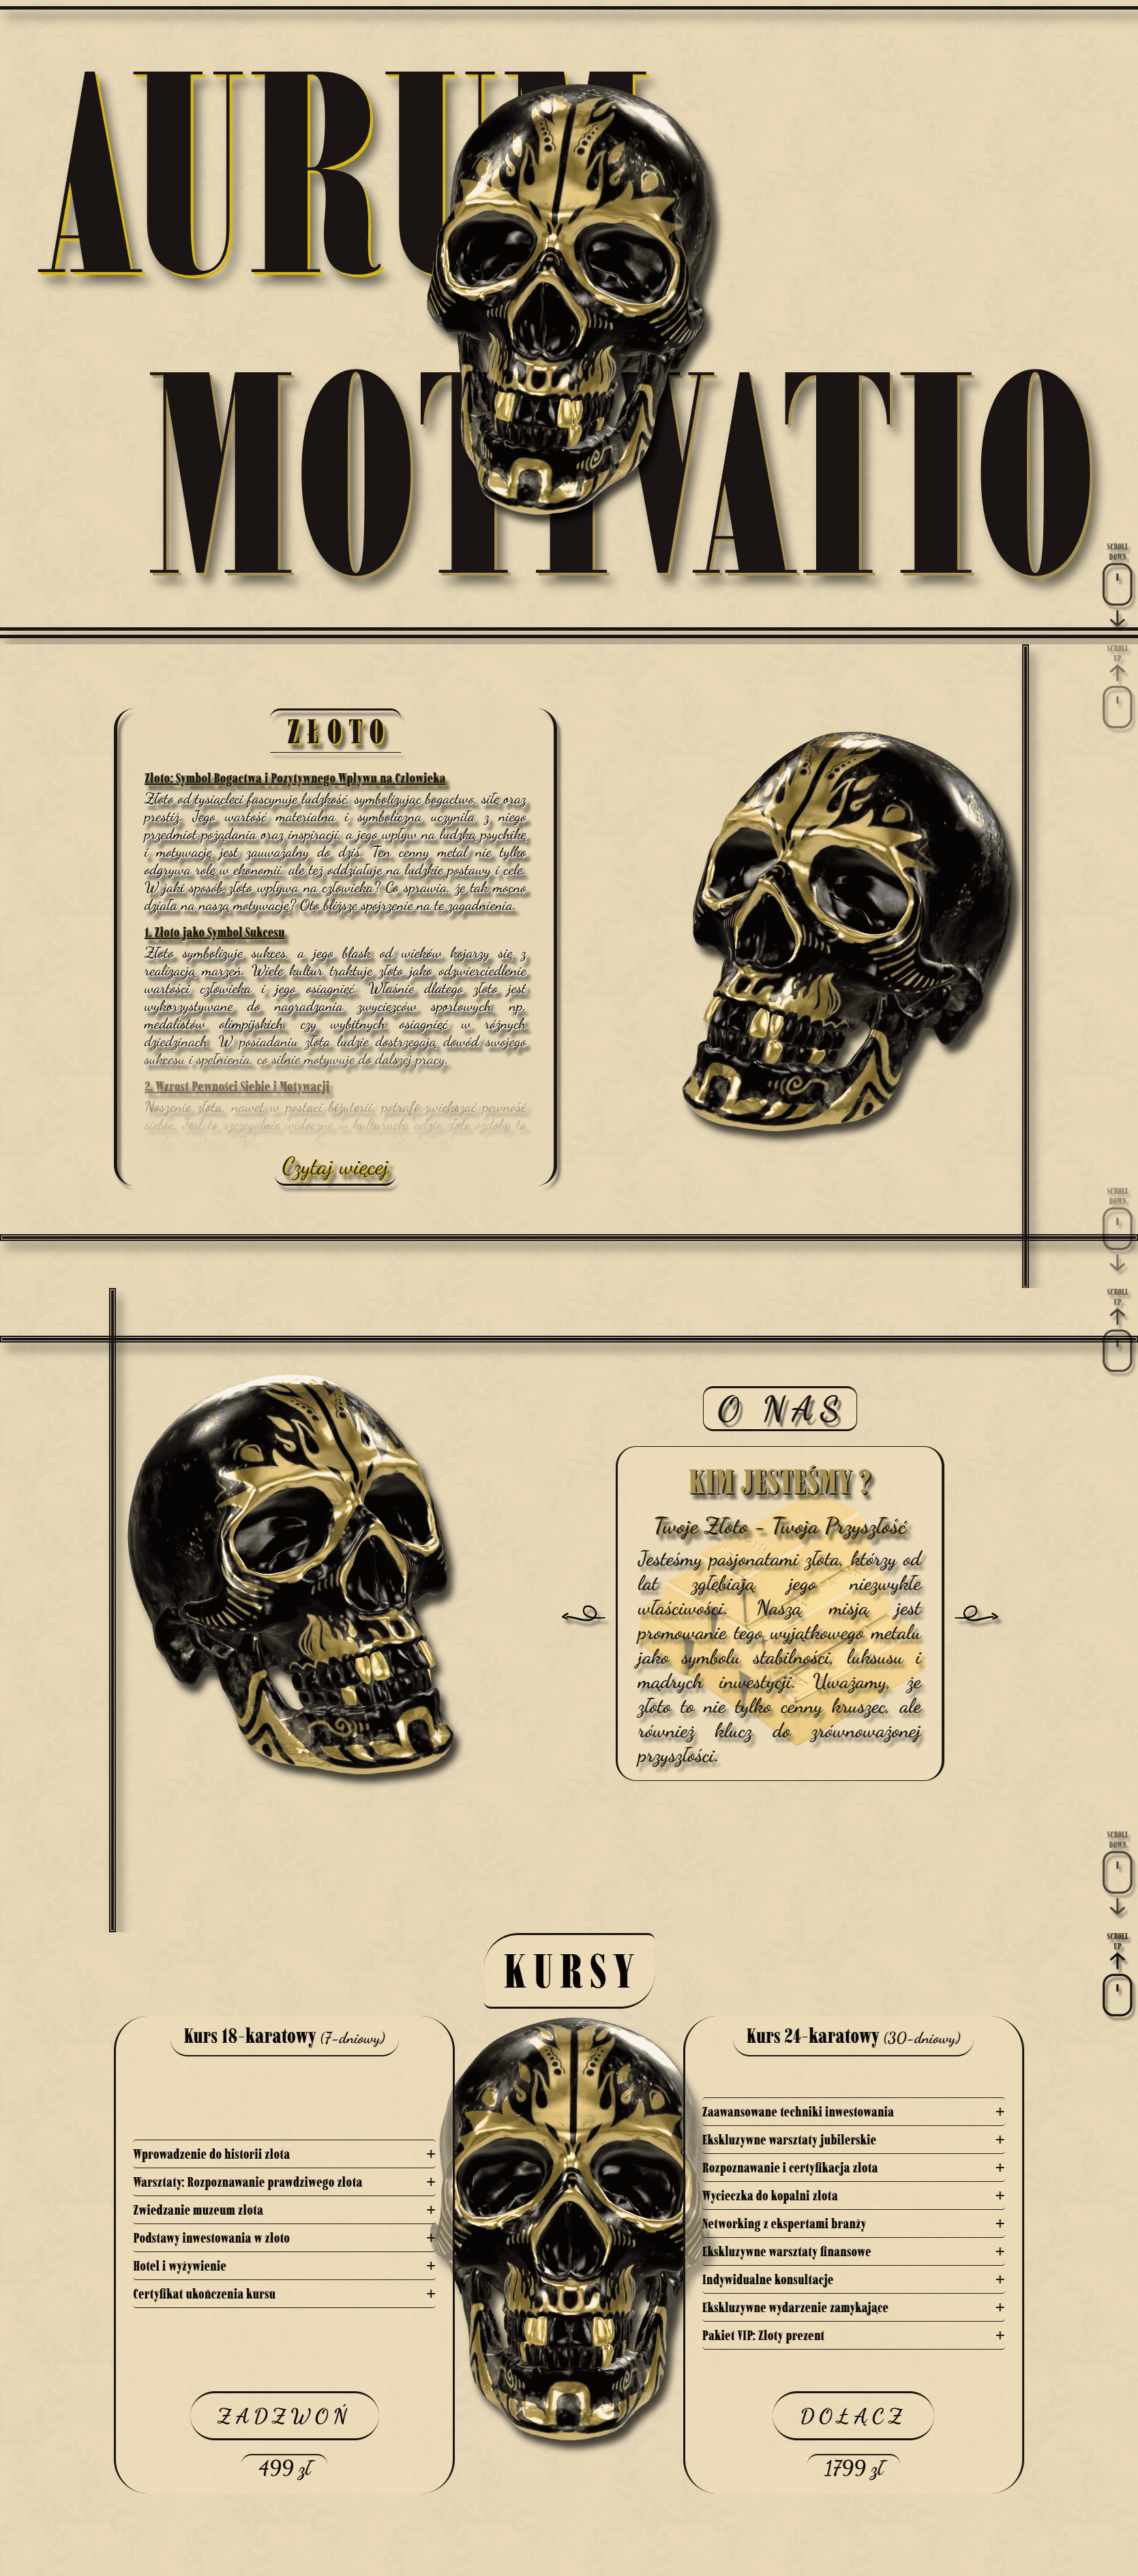 AURUM
MOTIVATIO
SCROLL
DOWN
SCROLL
UP
ZŁOTO
Złoto: Symbol Bogactwa i Pozytywnego Wpływu na Człowieka
Złoto od tysiącleci fascynuje ludzkość, symbolizując bogactwo, siłę oraz
prestiż. Jego wartość materialna i symboliczna uczyniła z niego
przedmiot pożądania oraz inspiracji, a jego wpływ na ludzką psychikę
i motywację jest zauważalny do dziś. Ten cenny metal nie tylko
odgrywa rolę w ekonomii, ale też oddziałuje na ludzkie postawy i cele.
W jaki sposób złoto wpływa na człowieka? Co sprawia, że tak mocno
działa na naszą motywację? Oto bliższe spojrzenie na te zagadnienia.
1. Złoto jako Symbol Sukcesu
Złoto symbolizuje sukces, a jego blask od wieków kojarzy się z
realizacją marzeń. Wiele kultur traktuje złoto jako odzwierciedlenie
wartości człowieka i jego osiągnięć. Właśnie dlatego złoto jest
wykorzystywane do nagradzania zwycięzców sportowych, np.
medalistów olimpijskich, czy wybitnych osiągnięć w różnych
dziedzinach. W posiadaniu złota ludzie dostrzegają dowód swojego
sukcesu i spełnienia, co silnie motywuje do dalszej pracy.
2. Wzrost Pewności Siebie i Motywacji
Noszenie złota, nawet w postaci biżuterii, potrafi zwiększać pewność
siebie. Jest to szczególnie widoczne w kulturach, gdzie złote ozdoby to
Czytaj więcej
SCROLL
DOWN
SCROLL
UP
O NAS
KIM JESTEŚMY ?
Twoje Złoto - Twoja Przyszłość
Jesteśmy pasjonatami złota, którzy od
lat zgłębiają jego niezwykłe
właściwości. Naszą misją jest
promowanie tego wyjątkowego metalu
jako symbolu stabilności, luksusu i
mądrych inwestycji. Uważamy, że
złoto to nie tylko cenny kruszec, ale
również klucz do zrównoważonej
przyszłości.
SCROLL
DOWN
SCROLL
UP
KURSY
Kurs 18-karatowy (7-dniowy)
Wprowadzenie do historii złota +
Warsztaty: Rozpoznawanie prawdziwego złota +
Zwiedzanie muzeum złota +
Podstawy inwestowania w złoto +
Hotel i wyżywienie +
Certyfikat ukończenia kursu +
ZADZWOŃ
499 zł
Kurs 24-karatowy (30-dniowy)
Zaawansowane techniki inwestowania +
Ekskluzywne warsztaty jubilerskie +
Rozpoznawanie i certyfikacja złota +
Wycieczka do kopalni złota +
Networking z ekspertami branży +
Ekskluzywne warsztaty finansowe +
Indywidualne konsultacje +
Ekskluzywne wydarzenie zamykające +
Pakiet VIP: Złoty prezent +
DOŁĄCZ
1799 zł